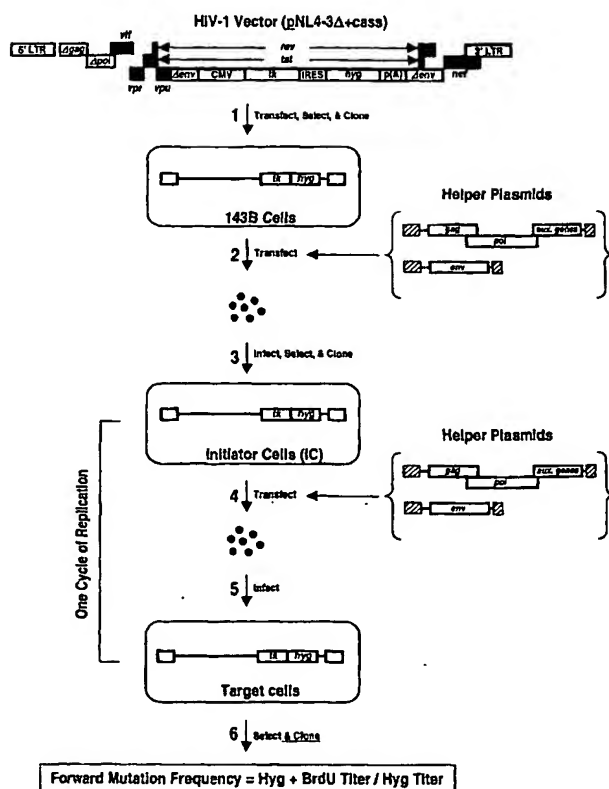 HIV-1 Vector (pNL4-3Δ+cass)
vif
rev
5' LTR
Δgag
3' LTR
tat
Δpol
nef
vpr
vpu
Δenv
CMV
tk
IRES
hyg
p(A)
Δenv
1 Transfect, Select, & Clone
tk hyg
143B Cells
Helper Plasmids
gag
aux. genes
pol
env
2 Transfect
3 Infect, Select, & Clone
tk hyg
Initiator Cells (IC)
Helper Plasmids
gag
aux. genes
pol
env
4 Transfect
One Cycle of Replication
5 Infect
tk hyg
Target cells
6 Select & Clone
Forward Mutation Frequency = Hyg + BrdU Titer / Hyg Titer